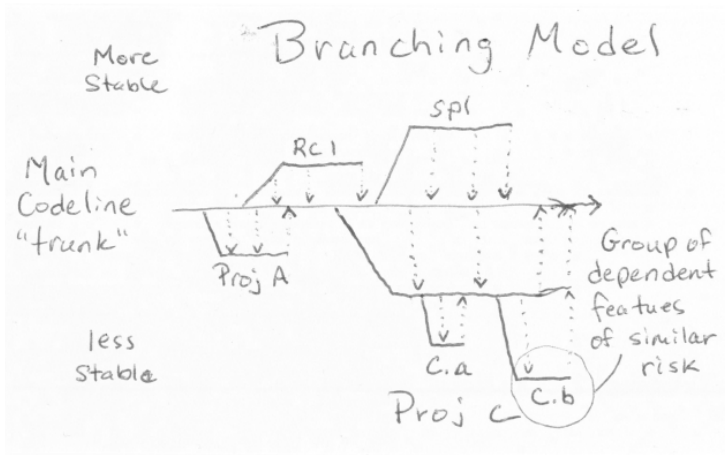 Branching Model
More
Stable
sp1
Rc1
Main
Codeline
"trunk"
Proj A
Group of
dependent
featues
of similar
risk
less
Stable
C.a
C.b
Proj C